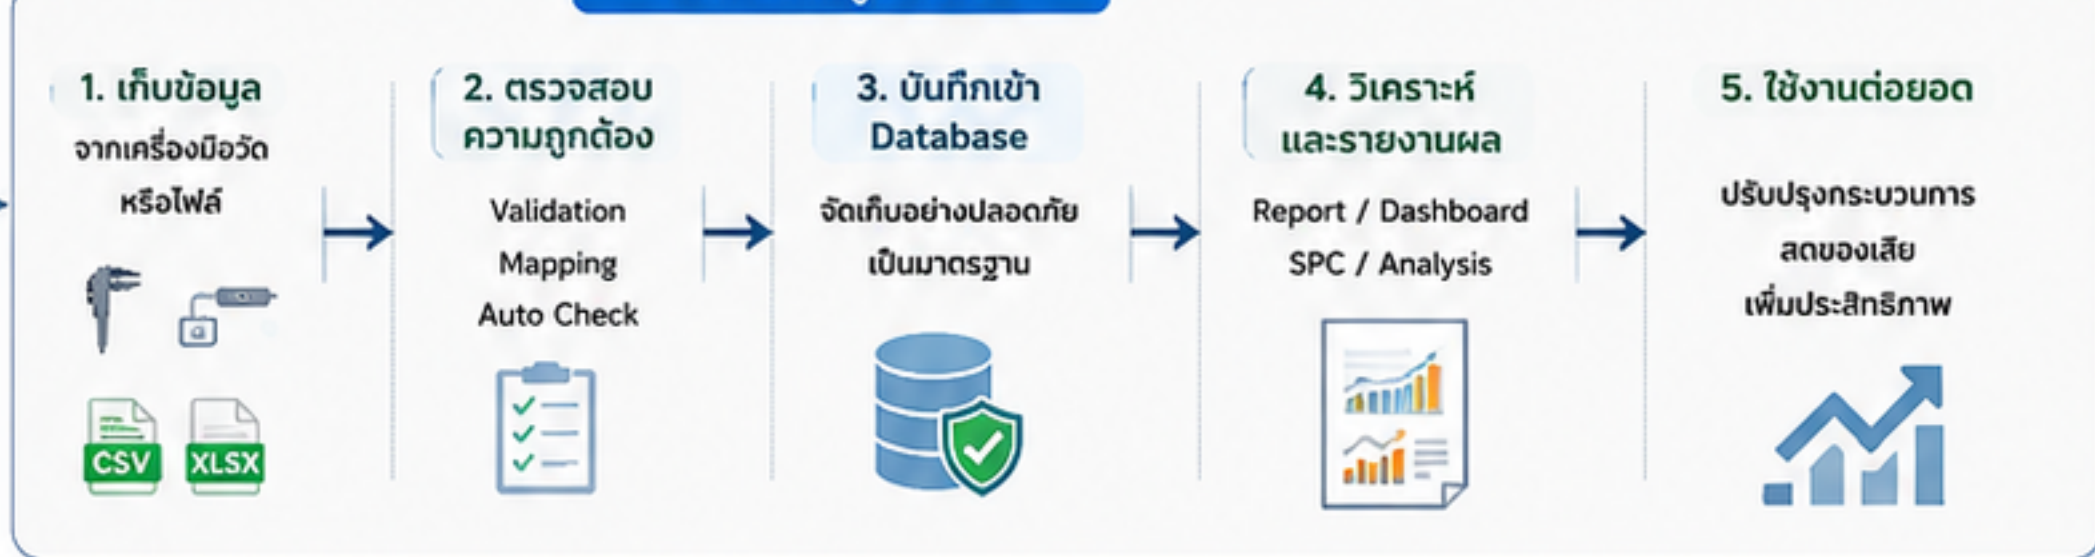 1. เก็บข้อมูล
จากเครื่องมือวัด
หรือไฟล์
CSV
XLSX
2. ตรวจสอบ
ความถูกต้อง
Validation
Mapping
Auto Check
3. บันทึกเข้า
Database
จัดเก็บอย่างปลอดภัย
เป็นมาตรฐาน
4. วิเคราะห์
และรายงานผล
Report / Dashboard
SPC / Analysis
5. ใช้งานต่อยอด
ปรับปรุงกระบวนการ
ลดของเสีย
เพิ่มประสิทธิภาพ